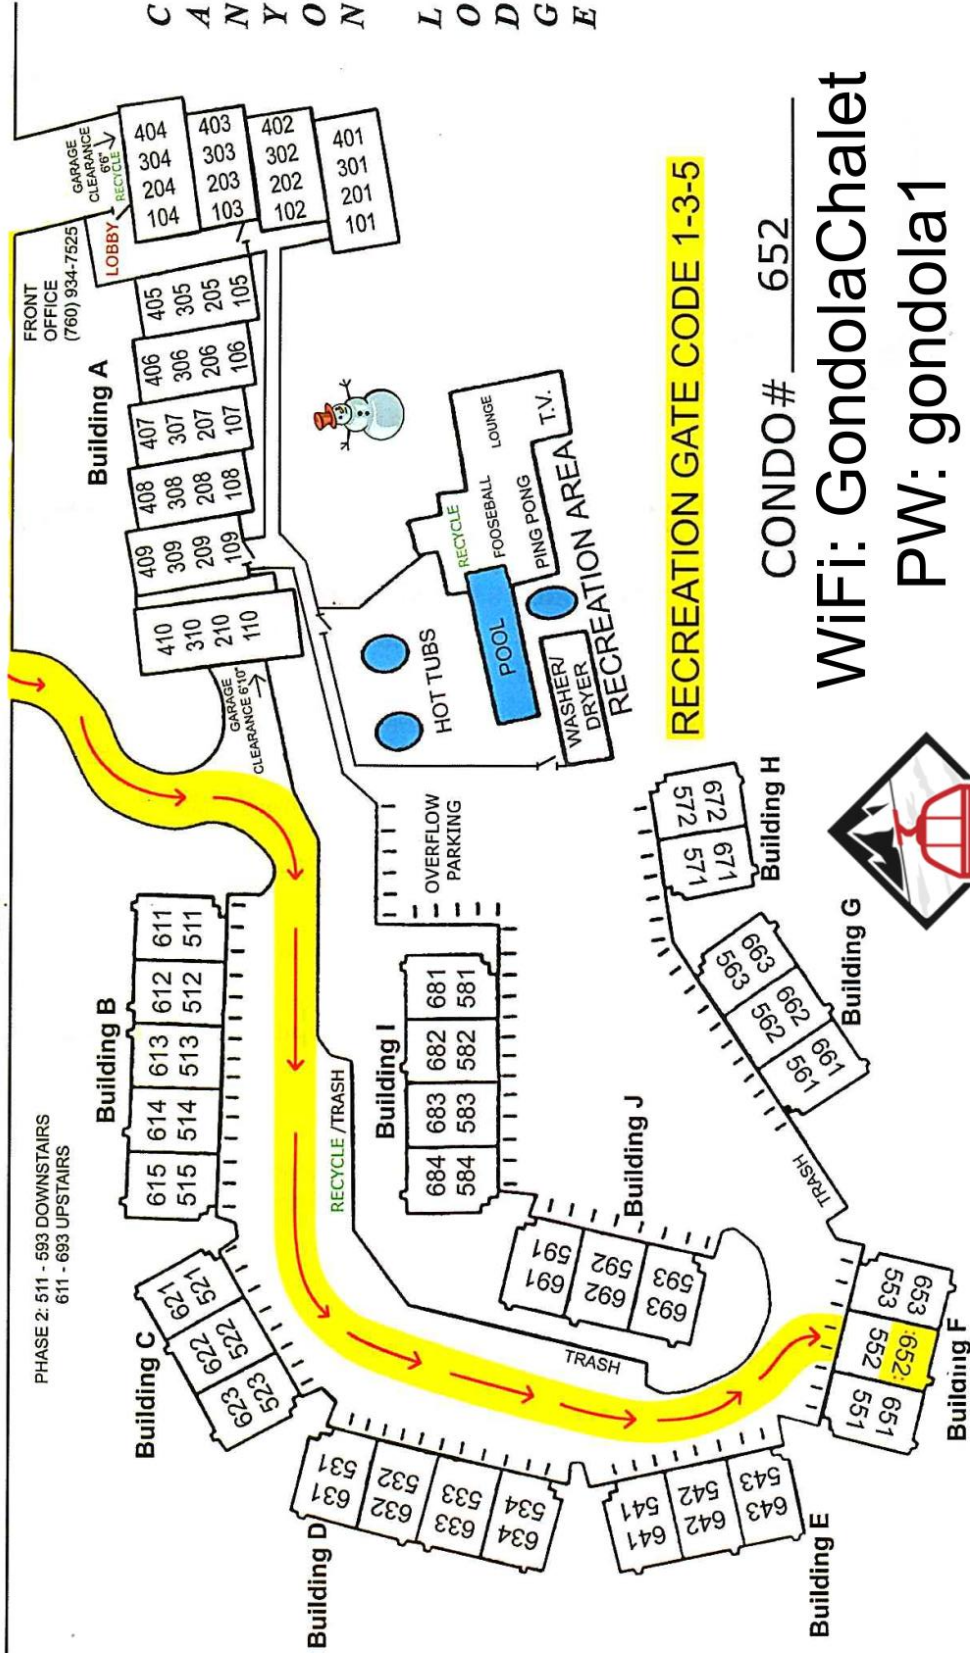 C A N Y O N L O D G E
PHASE 2: 511 - 593 DOWNSTAIRS
611 - 693 UPSTAIRS
FRONT
OFFICE
(760) 934-7525
LOBBY
GARAGE
CLEARANCE
6'6"
RECYCLE
Building A
410 409 408 407 406 405 404 403 402 401
310 309 308 307 306 305 304 303 302 301
210 209 208 207 206 205 204 203 202 201
110 109 108 107 106 105 104 103 102 101
GARAGE
CLEARANCE 6'10"
Building B
615 614 613 612 611
515 514 513 512 511
Building C
623 622 621
523 522 521
Building D
631 632 633 634
531 532 533 534
Building E
641 642 643
541 542 543
Building F
551 552 553
651 :652: 653
Building G
561 562 563
661 662 663
Building H
571 572
671 672
Building I
684 683 682 681
584 583 582 581
Building J
691 692 693
591 592 593
RECYCLE/TRASH
TRASH
TRASH
OVERFLOW
PARKING
HOT TUBS
POOL
WASHER/
DRYER
RECYCLE
FOOSEBALL
LOUNGE
PING PONG
T.V.
RECREATION AREA
RECREATION GATE CODE 1-3-5
CONDO# 652
WiFi: GondolaChalet
PW: gondola1